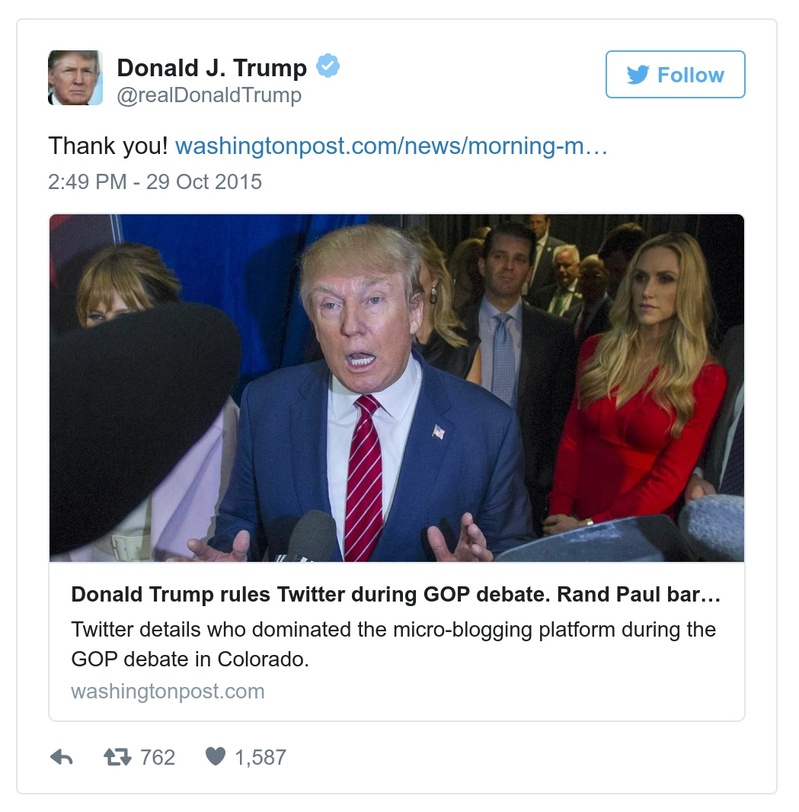 Donald J. Trump
@realDonaldTrump
Follow
Thank you! washingtonpost.com/news/morning-m…
2:49 PM - 29 Oct 2015
Donald Trump rules Twitter during GOP debate. Rand Paul bar…
Twitter details who dominated the micro-blogging platform during the
GOP debate in Colorado.
washingtonpost.com
762 1,587